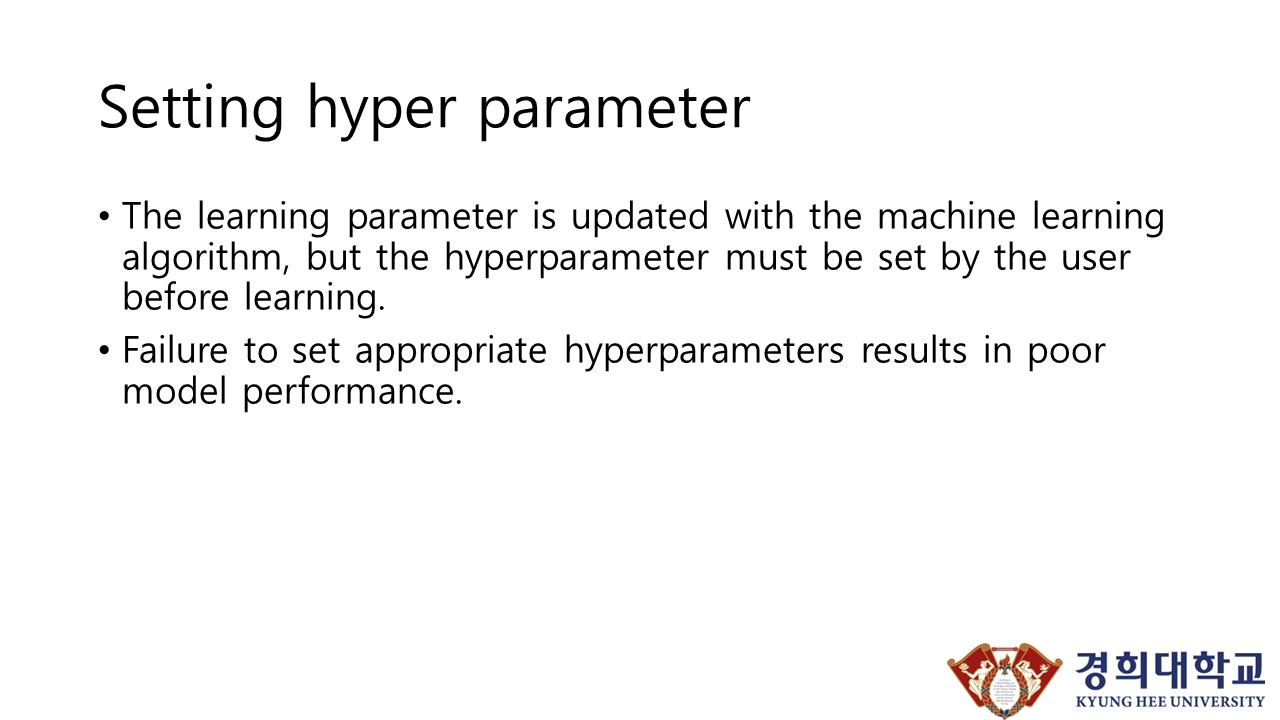 Setting hyper parameter
• The learning parameter is updated with the machine learning
algorithm, but the hyperparameter must be set by the user
before learning.
• Failure to set appropriate hyperparameters results in poor
model performance.
경희대학교
KYUNG HEE UNIVERSITY